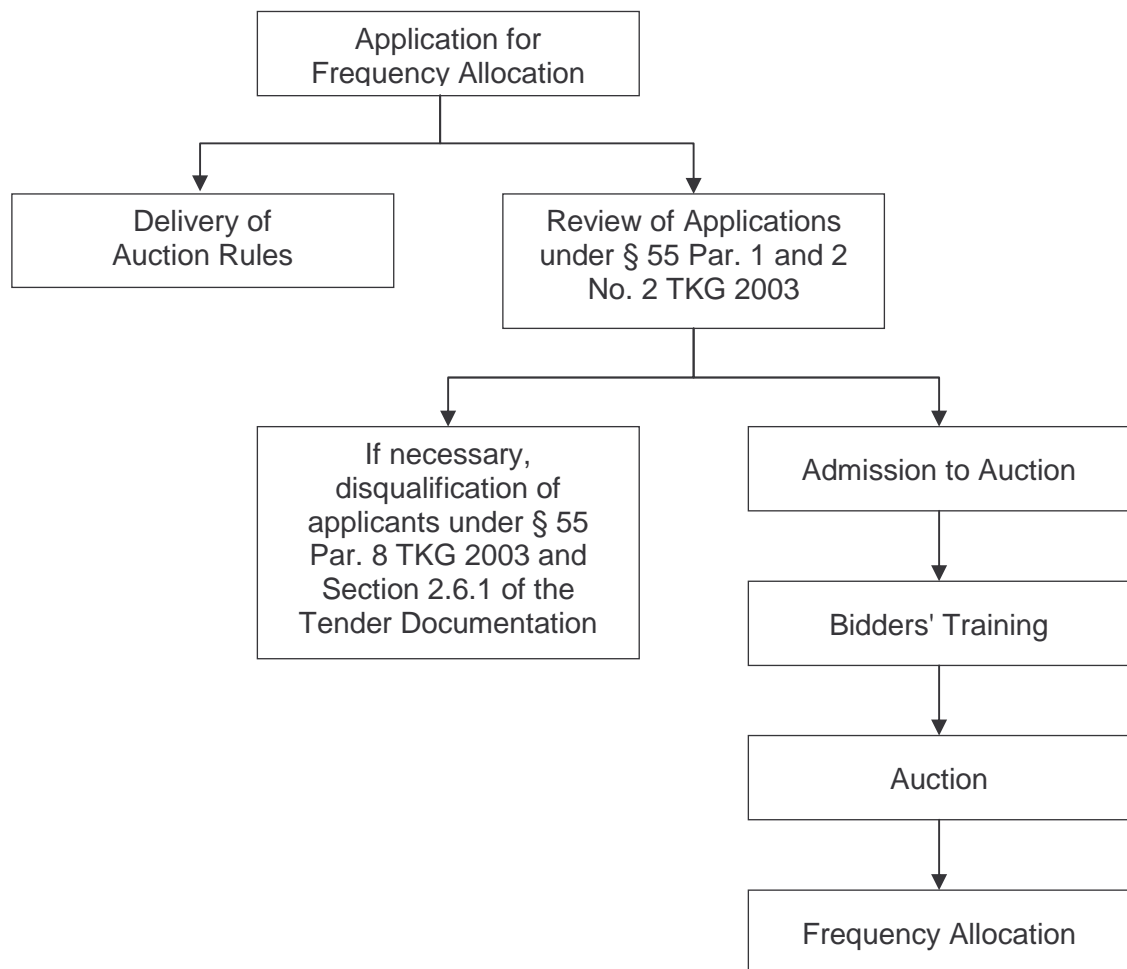 Application for
Frequency Allocation
Delivery of
Auction Rules
Review of Applications
under § 55 Par. 1 and 2
No. 2 TKG 2003
If necessary,
disqualification of
applicants under § 55
Par. 8 TKG 2003 and
Section 2.6.1 of the
Tender Documentation
Admission to Auction
Bidders' Training
Auction
Frequency Allocation